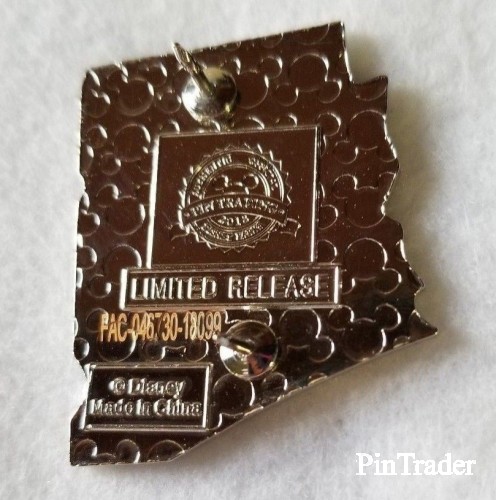 PIN TRADING
2018
LIMITED RELEASE
FAC-046730-18099
© Disney
Made in China
PinTrader